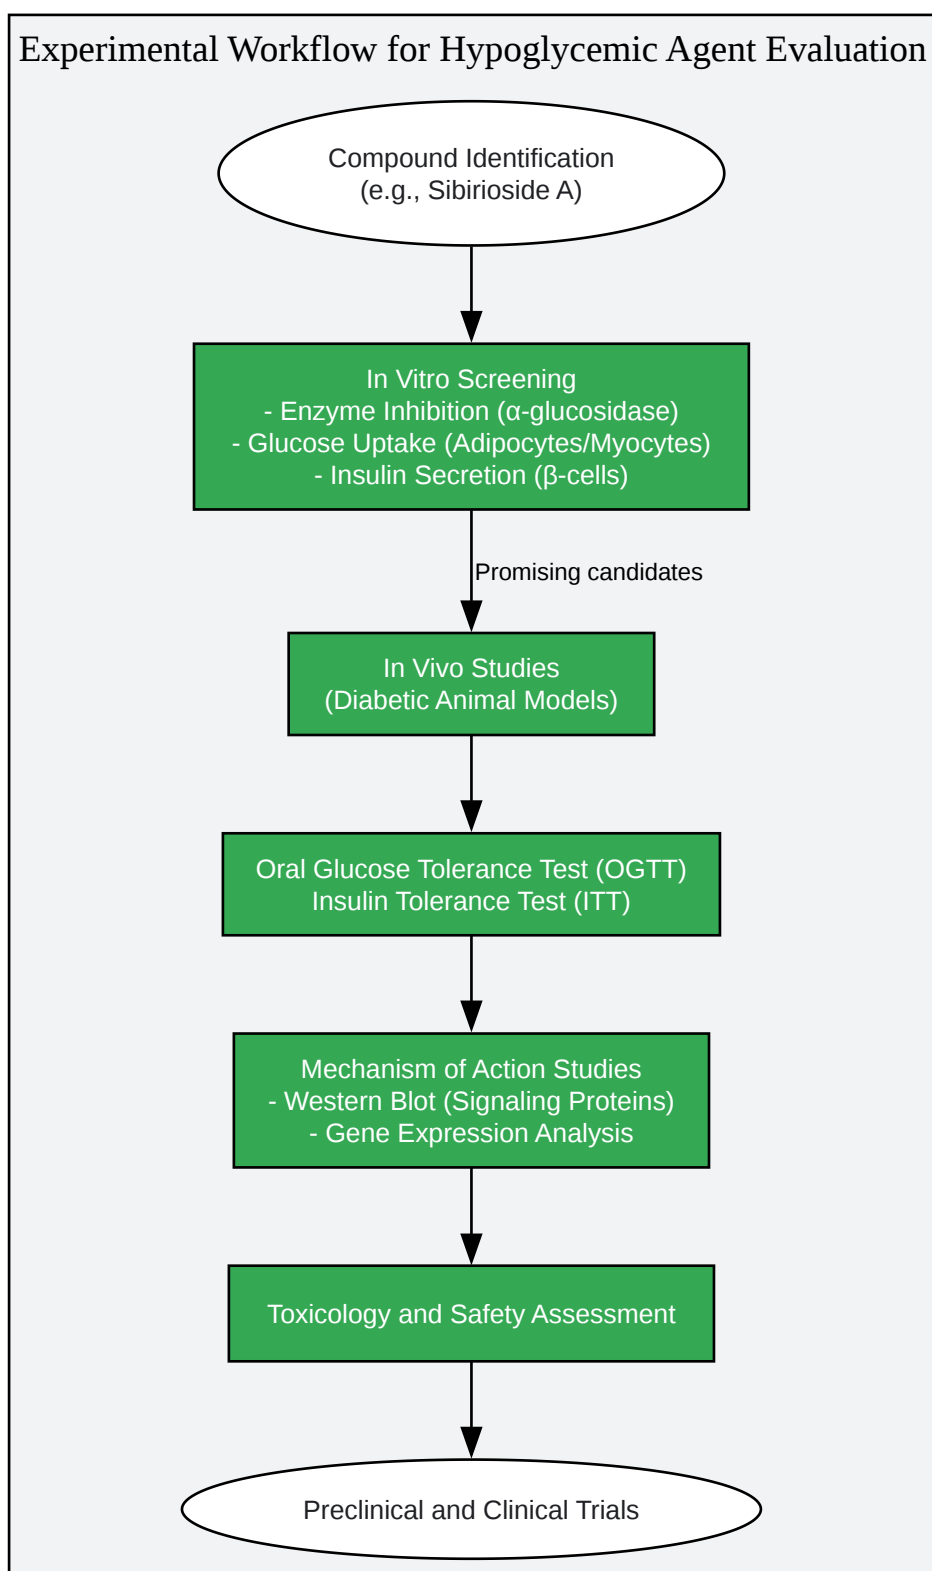 Experimental Workflow for Hypoglycemic Agent Evaluation
Compound Identification
(e.g., Sibirioside A)
In Vitro Screening
- Enzyme Inhibition (α-glucosidase)
- Glucose Uptake (Adipocytes/Myocytes)
- Insulin Secretion (β-cells)
Promising candidates
In Vivo Studies
(Diabetic Animal Models)
Oral Glucose Tolerance Test (OGTT)
Insulin Tolerance Test (ITT)
Mechanism of Action Studies
- Western Blot (Signaling Proteins)
- Gene Expression Analysis
Toxicology and Safety Assessment
Preclinical and Clinical Trials